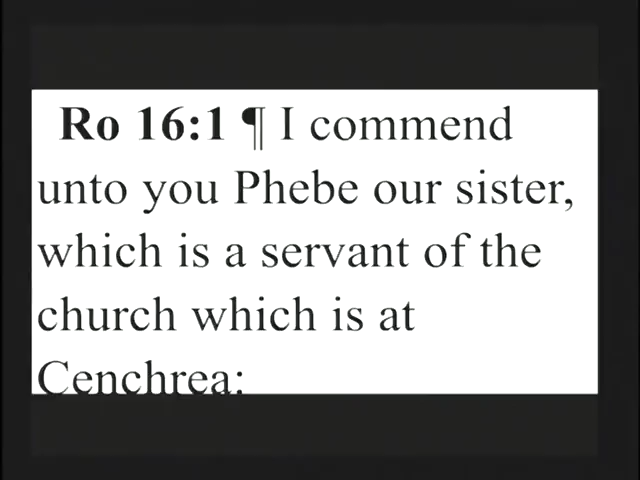 Ro 16:1 ¶ I commend
unto you Phebe our sister,
which is a servant of the
church which is at
Cenchrea: